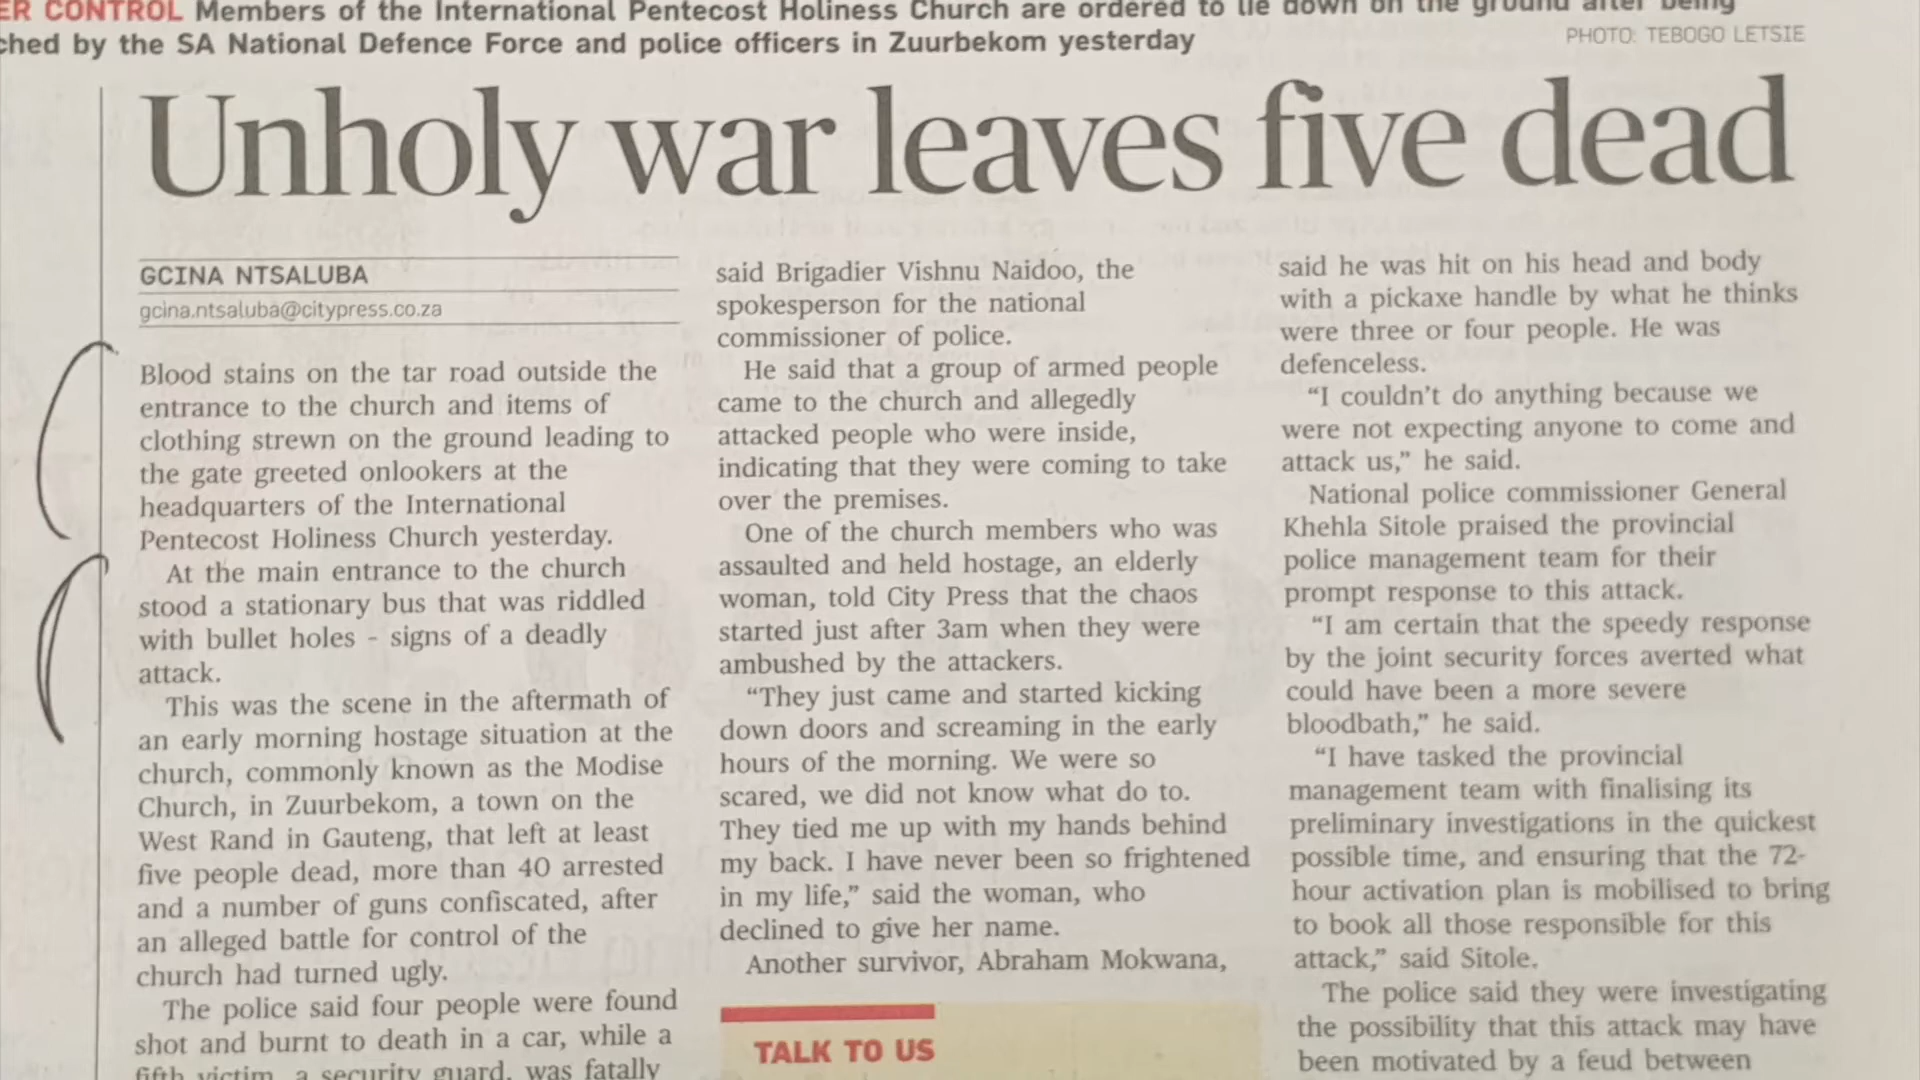 ER CONTROL Members of the International Pentecost Holiness Church are ordered to lie down on the ground after being
ched by the SA National Defence Force and police officers in Zuurbekom yesterday
PHOTO: TEBOGO LETSIE
Unholy war leaves five dead
GCINA NTSALUBA
gcina.ntsaluba@citypress.co.za
Blood stains on the tar road outside the
entrance to the church and items of
clothing strewn on the ground leading to
the gate greeted onlookers at the
headquarters of the International
Pentecost Holiness Church yesterday.
At the main entrance to the church
stood a stationary bus that was riddled
with bullet holes - signs of a deadly
attack.
This was the scene in the aftermath of
an early morning hostage situation at the
church, commonly known as the Modise
Church, in Zuurbekom, a town on the
West Rand in Gauteng, that left at least
five people dead, more than 40 arrested
and a number of guns confiscated, after
an alleged battle for control of the
church had turned ugly.
The police said four people were found
shot and burnt to death in a car, while a
fifth victim, a security guard, was fatally
said Brigadier Vishnu Naidoo, the
spokesperson for the national
commissioner of police.
He said that a group of armed people
came to the church and allegedly
attacked people who were inside,
indicating that they were coming to take
over the premises.
One of the church members who was
assaulted and held hostage, an elderly
woman, told City Press that the chaos
started just after 3am when they were
ambushed by the attackers.
“They just came and started kicking
down doors and screaming in the early
hours of the morning. We were so
scared, we did not know what do to.
They tied me up with my hands behind
my back. I have never been so frightened
in my life,” said the woman, who
declined to give her name.
Another survivor, Abraham Mokwana,
TALK TO US
said he was hit on his head and body
with a pickaxe handle by what he thinks
were three or four people. He was
defenceless.
“I couldn’t do anything because we
were not expecting anyone to come and
attack us,” he said.
National police commissioner General
Khehla Sitole praised the provincial
police management team for their
prompt response to this attack.
“I am certain that the speedy response
by the joint security forces averted what
could have been a more severe
bloodbath,” he said.
“I have tasked the provincial
management team with finalising its
preliminary investigations in the quickest
possible time, and ensuring that the 72-
hour activation plan is mobilised to bring
to book all those responsible for this
attack,” said Sitole.
The police said they were investigating
the possibility that this attack may have
been motivated by a feud between